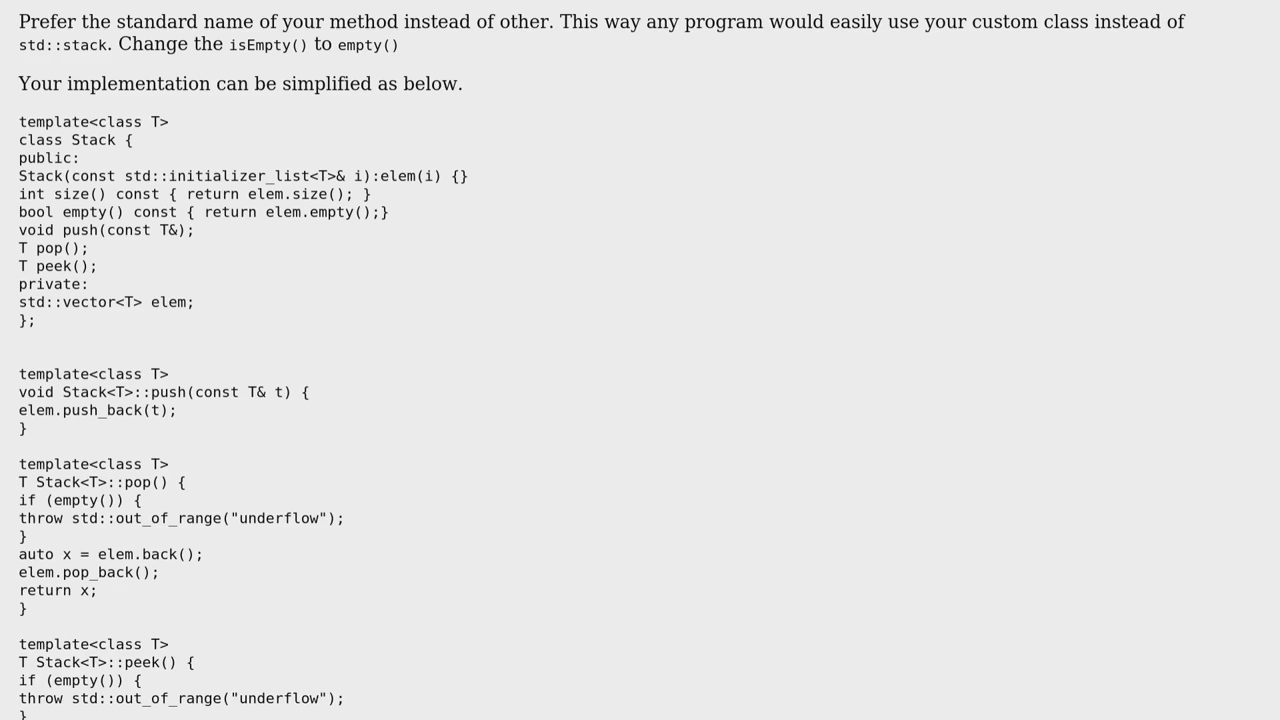 Prefer the standard name of your method instead of other. This way any program would easily use your custom class instead of
std::stack. Change the isEmpty() to empty()
Your implementation can be simplified as below.
template<class T>
class Stack {
public:
Stack(const std::initializer_list<T>& i):elem(i) {}
int size() const { return elem.size(); }
bool empty() const { return elem.empty();}
void push(const T&);
T pop();
T peek();
private:
std::vector<T> elem;
};
template<class T>
void Stack<T>::push(const T& t) {
elem.push_back(t);
}
template<class T>
T Stack<T>::pop() {
if (empty()) {
throw std::out_of_range("underflow");
}
auto x = elem.back();
elem.pop_back();
return x;
}
template<class T>
T Stack<T>::peek() {
if (empty()) {
throw std::out_of_range("underflow");
}